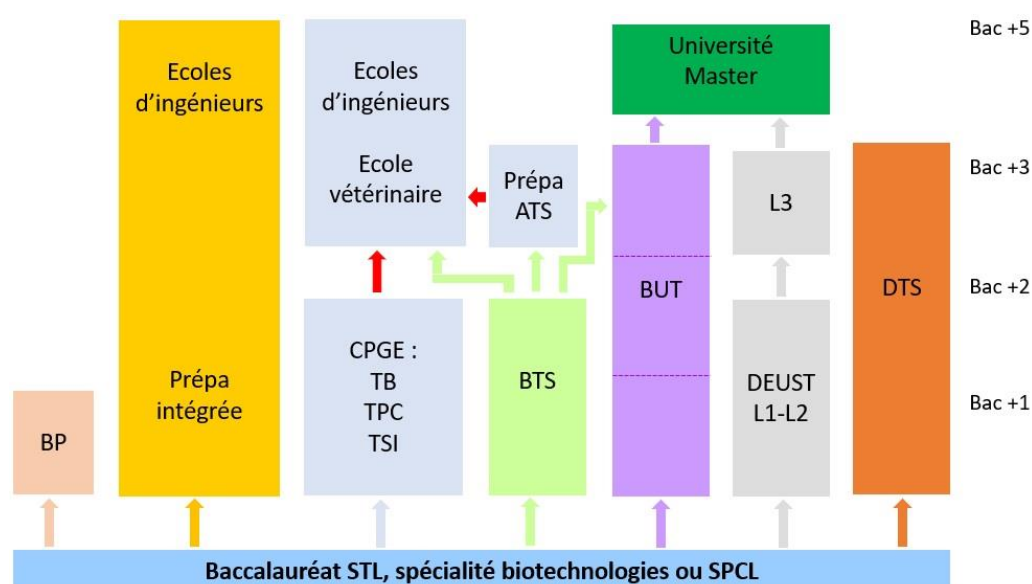 Bac +5
Ecoles
d’ingénieurs
Ecoles
d’ingénieurs
Ecole
vétérinaire
Université
Master
Prépa
ATS
L3
Bac +3
BUT
DTS
Bac +2
BP
Prépa
intégrée
CPGE :
TB
TPC
TSI
BTS
DEUST
L1-L2
Bac +1
Baccalauréat STL, spécialité biotechnologies ou SPCL